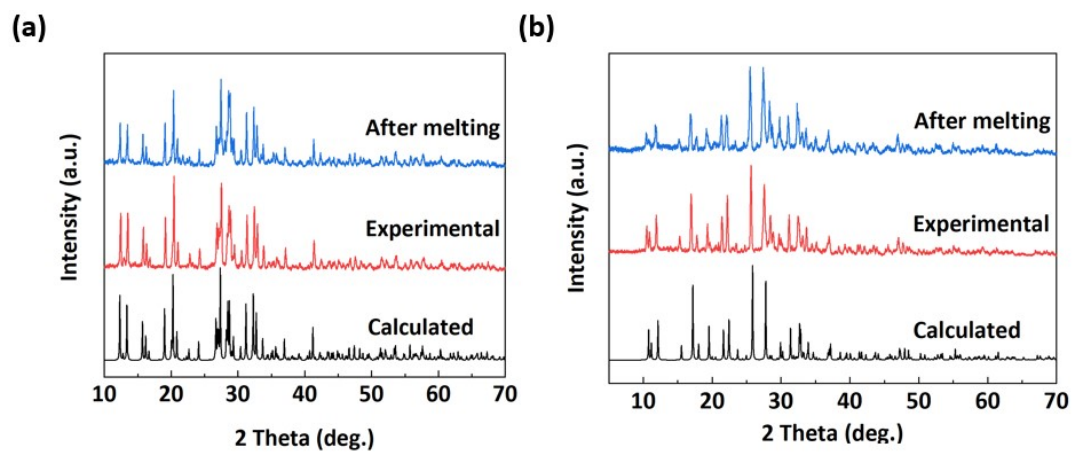 (a)
After melting
Experimental
Calculated
Intensity (a.u.)
10 20 30 40 50 60 70
2 Theta (deg.)
(b)
After melting
Experimental
Calculated
Intensity (a.u.)
10 20 30 40 50 60 70
2 Theta (deg.)